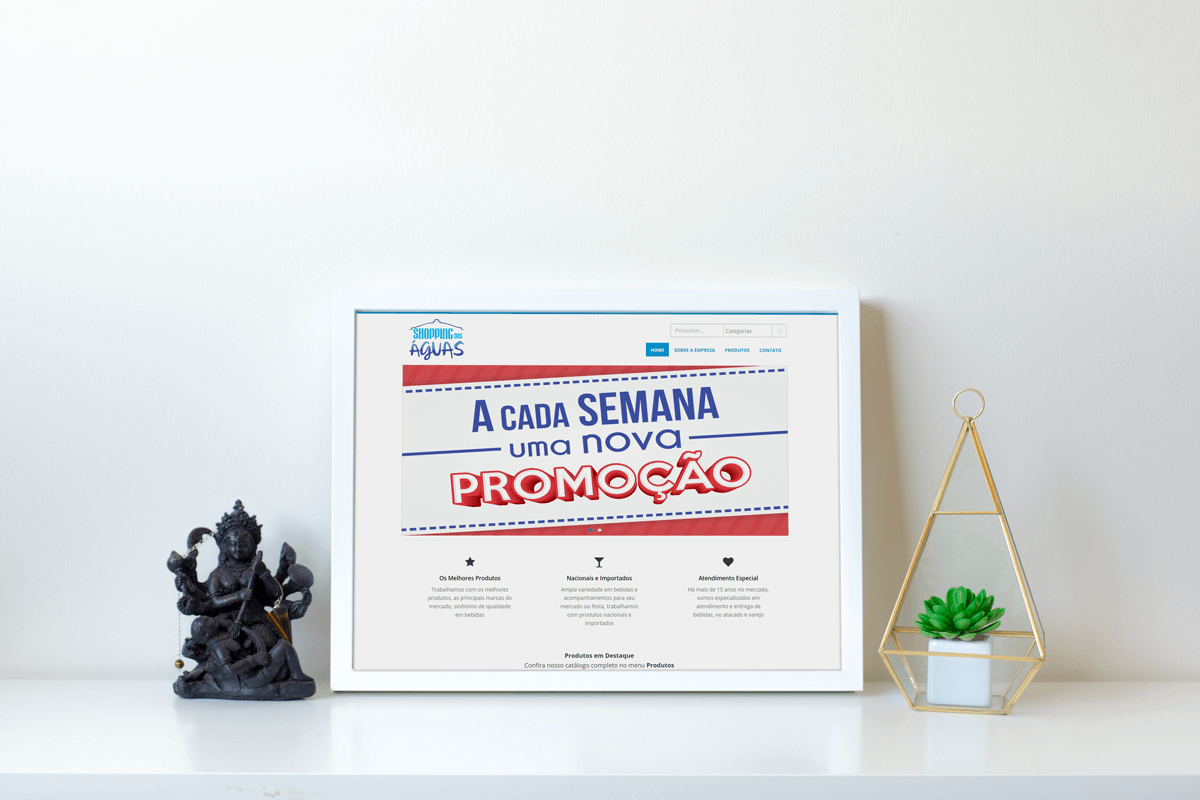 SHOPPING DAS
ÁGUAS
Pesquisar...
Categorias
HOME
SOBRE A EMPRESA
PRODUTOS
CONTATO
A CADA SEMANA
uma nova
PROMOÇÃO
Os Melhores Produtos
Trabalhamos com os melhores
produtos, as principais marcas do
mercado, sinônimo de qualidade
em bebidas
Nacionais e Importados
Ampla variedade em bebidas e
acompanhamentos para seu
mercado ou festa, trabalhamos
com produtos nacionais e
importados
Atendimento Especial
Há mais de 15 anos no mercado,
somos especializados em
atendimento e entrega de
bebidas, no atacado e varejo
Produtos em Destaque
Confira nosso catálogo completo no menu Produtos